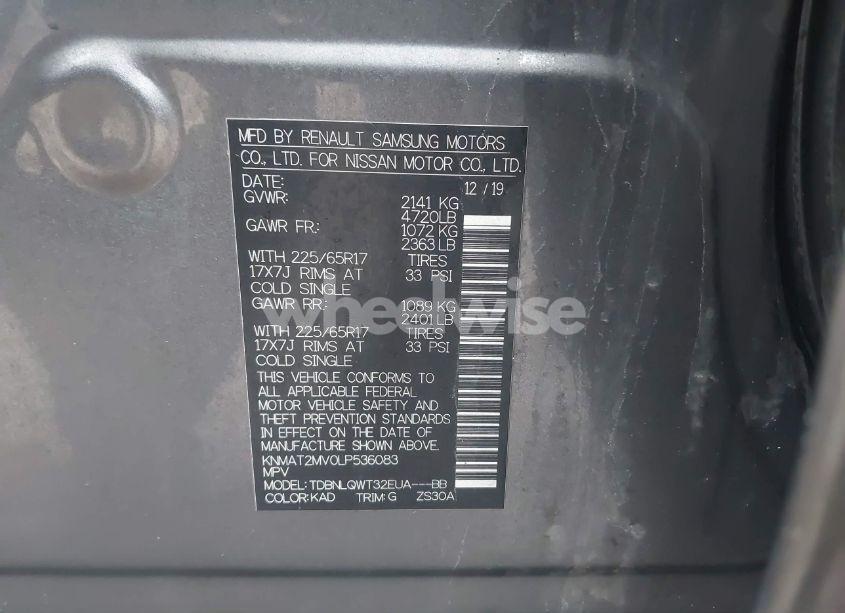 MFD BY RENAULT SAMSUNG MOTORS
CO., LTD. FOR NISSAN MOTOR CO., LTD.
DATE: 12 / 19
GVWR: 2141 KG
4720LB
GAWR FR: 1072 KG
2363 LB
WITH 225/65R17 TIRES
17X7J RIMS AT 33 PSI
COLD SINGLE
GAWR RR: 1089 KG
2401 LB
WITH 225/65R17 TIRES
17X7J RIMS AT 33 PSI
COLD SINGLE
wheelwise
THIS VEHICLE CONFORMS TO
ALL APPLICABLE FEDERAL
MOTOR VEHICLE SAFETY AND
THEFT PREVENTION STANDARDS
IN EFFECT ON THE DATE OF
MANUFACTURE SHOWN ABOVE.
KNMAT2MV0LP536083
MPV
MODEL: TDBNLQWT32EUA---BB
COLOR: KAD TRIM: G ZS30A